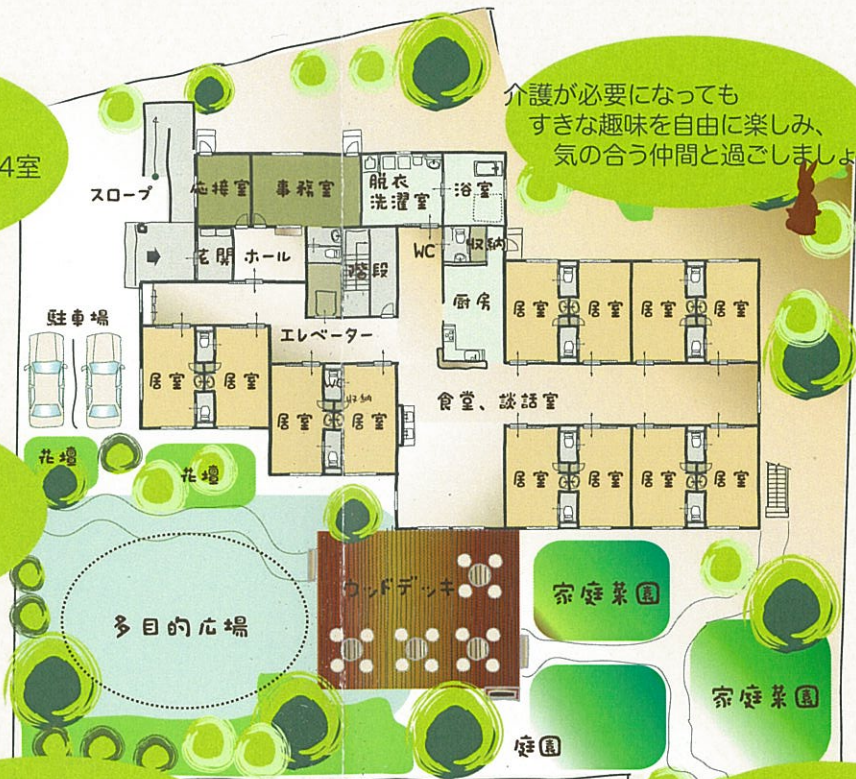 4室
介護が必要になっても
すきな趣味を自由に楽しみ、
気の合う仲間と過ごしましょ
スロープ
応接室
事務室
脱衣
洗濯室
浴室
玄関
ホール
階段
WC
収納
厨房
居室
居室
居室
居室
駐車場
エレベーター
居室
居室
居室
WC
収納
居室
食堂、談話室
居室
居室
居室
居室
花壇
花壇
ウッドデッキ
家庭菜園
多目的広場
家庭菜園
庭園